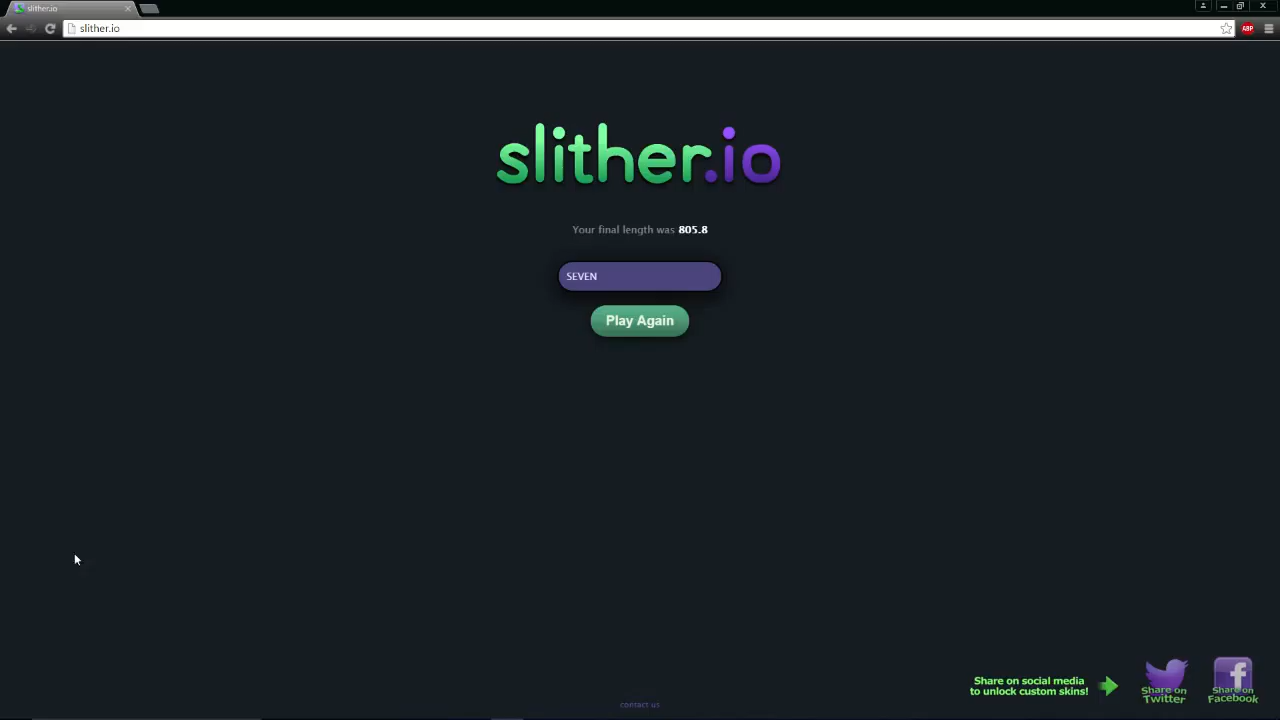 slither.io
slither.io
ABP
slither.io
Your final length was 805.8
SEVEN
Play Again
Share on social media
to unlock custom skins!
Share on
Twitter
Share on
Facebook
contact us